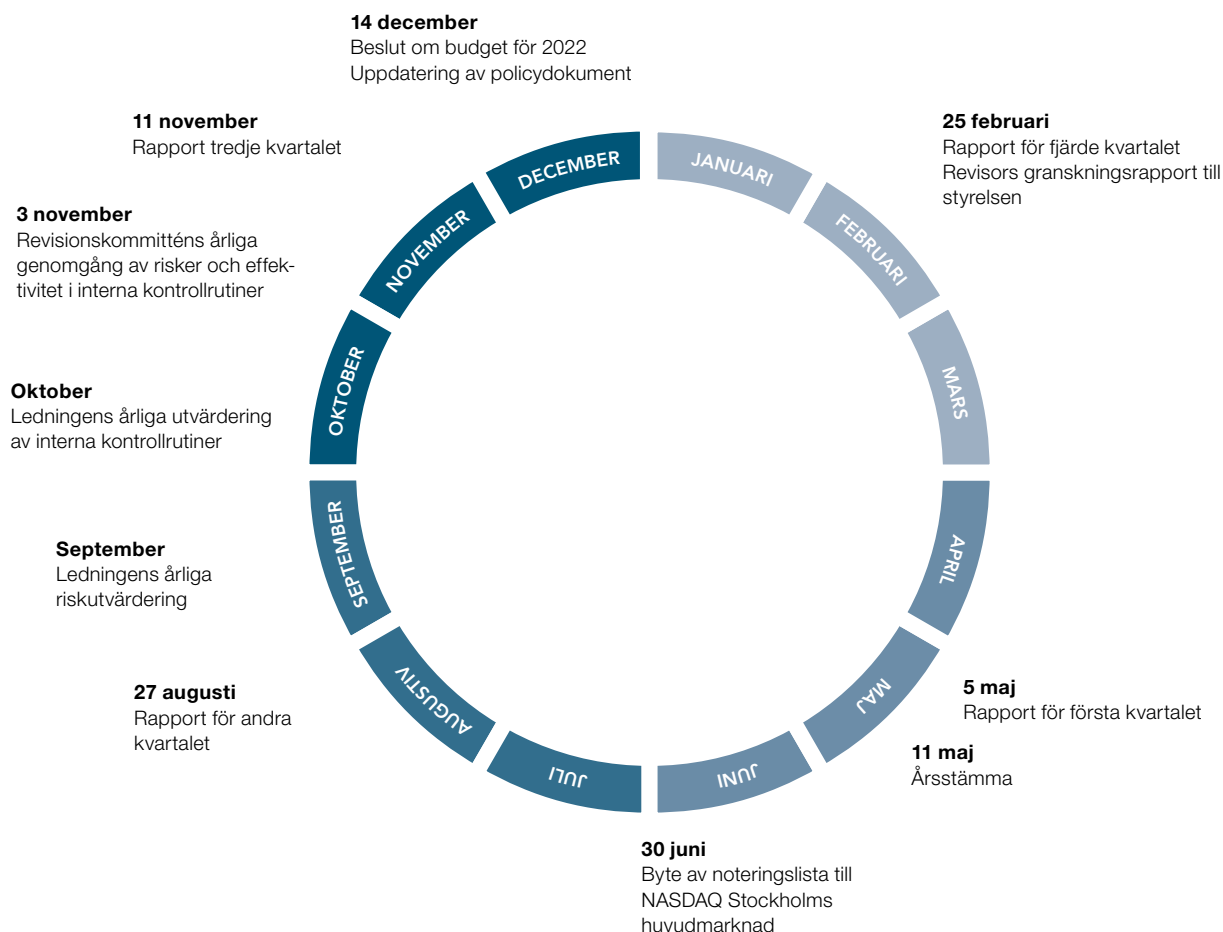 14 december
Beslut om budget för 2022
Uppdatering av policydokument
11 november
Rapport tredje kvartalet
25 februari
Rapport för fjärde kvartalet
Revisors granskningsrapport till
styrelsen
3 november
Revisionskommitténs årliga
genomgång av risker och effek-
tivitet i interna kontrollrutiner
Oktober
Ledningens årliga utvärdering
av interna kontrollrutiner
September
Ledningens årliga
riskutvärdering
27 augusti
Rapport för andra
kvartalet
5 maj
Rapport för första kvartalet
11 maj
Årsstämma
30 juni
Byte av noteringslista till
NASDAQ Stockholms
huvudmarknad
JANUARI
FEBRUARI
MARS
APRIL
MAJ
JUNI
JULI
AUGUSTIV
SEPTEMBER
OKTOBER
NOVEMBER
DECEMBER